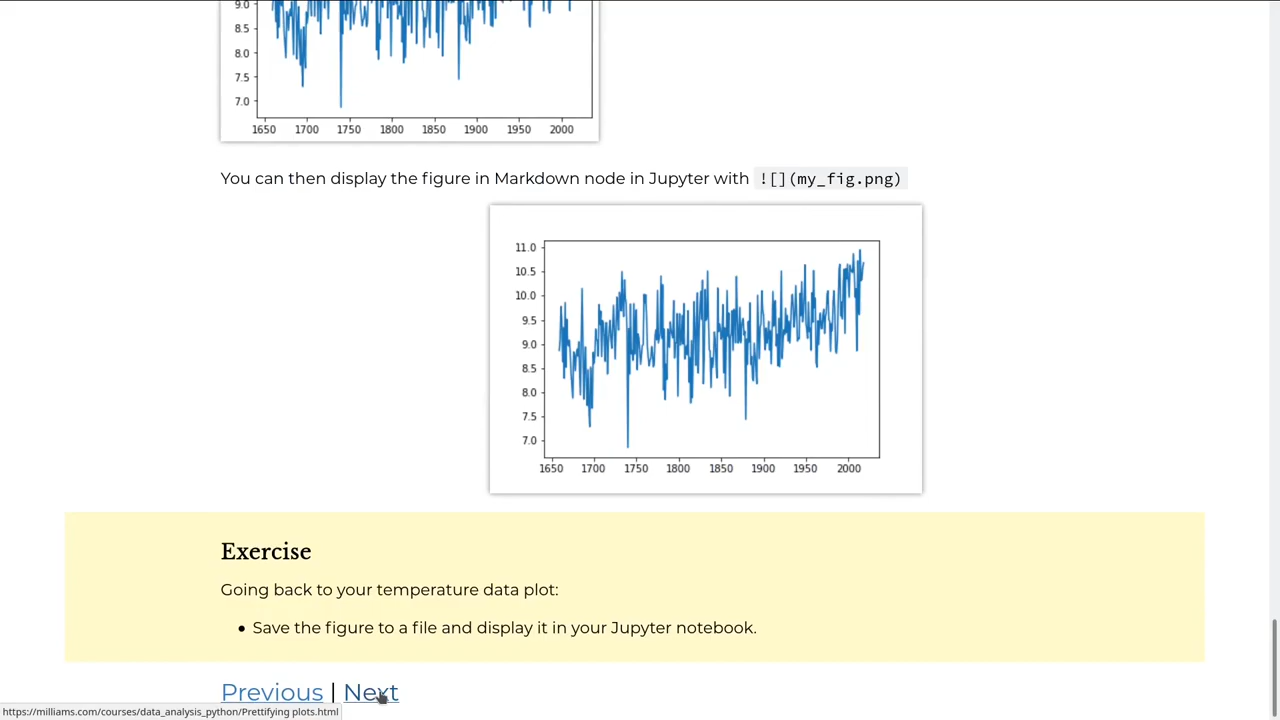 9.0
8.5
8.0
7.5
7.0
1650 1700 1750 1800 1850 1900 1950 2000
You can then display the figure in Markdown node in Jupyter with ![](my_fig.png)
11.0
10.5
10.0
9.5
9.0
8.5
8.0
7.5
7.0
1650 1700 1750 1800 1850 1900 1950 2000
Exercise
Going back to your temperature data plot:
• Save the figure to a file and display it in your Jupyter notebook.
Previous | Next
https://milliams.com/courses/data_analysis_python/Prettifying plots.html